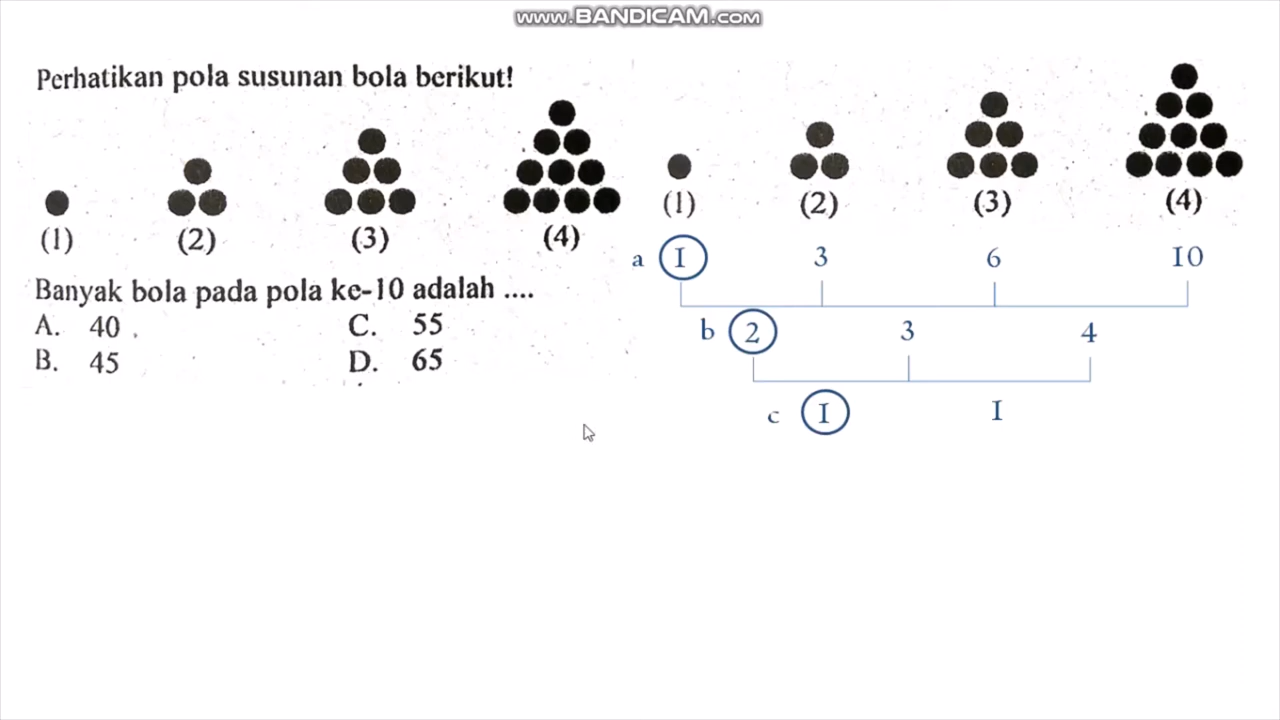 www.BANDICAM.com
Perhatikan pola susunan bola berikut!
(1) (2) (3) (4)
Banyak bola pada pola ke-10 adalah ....
A. 40 C. 55
B. 45 D. 65
(1) (2) (3) (4)
a 1 3 6 10
b 2 3 4
c 1 1